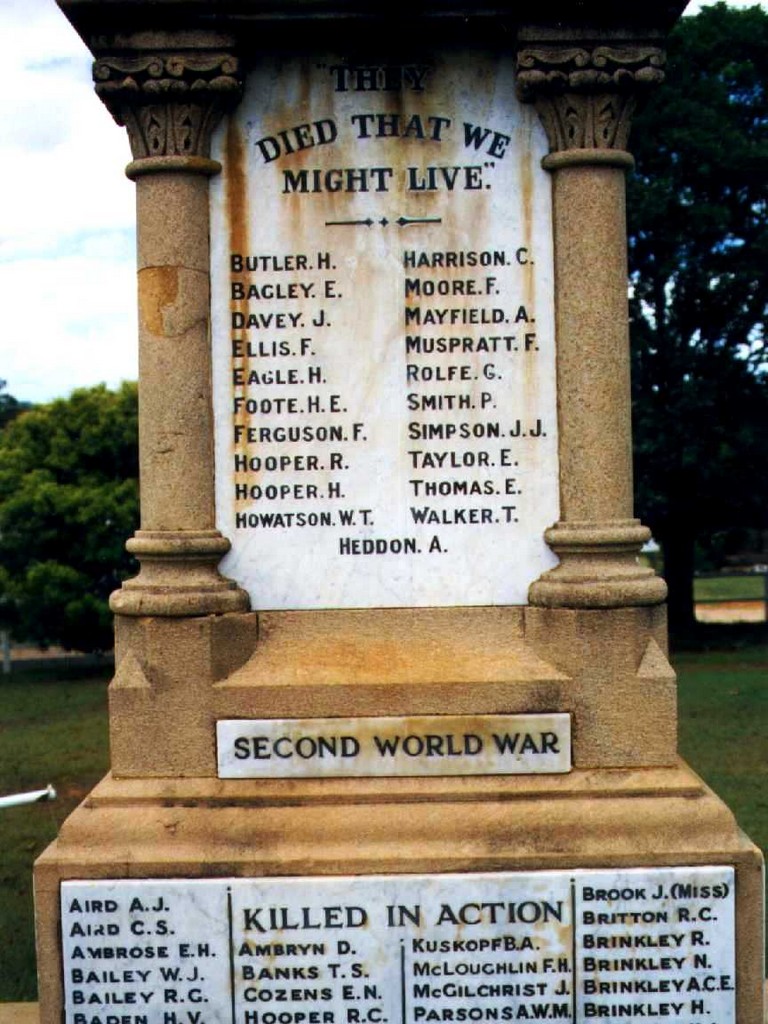 "THEY
DIED THAT WE
MIGHT LIVE."
BUTLER. H.
BAGLEY. E.
DAVEY. J.
ELLIS. F.
EAGLE. H.
FOOTE. H. E.
FERGUSON. F.
HOOPER. R.
HOOPER. H.
HOWATSON. W. T.
HARRISON. C.
MOORE. F.
MAYFIELD. A.
MUSPRATT. F.
ROLFE. G.
SMITH. P.
SIMPSON. J. J.
TAYLOR. E.
THOMAS. E.
WALKER. T.
HEDDON. A.
SECOND WORLD WAR
AIRD A.J.
AIRD C.S.
AMBROSE E.H.
BAILEY W.J.
BAILEY R.G.
BADEN H.V.
KILLED IN ACTION
AMBRYN D.
BANKS T.S.
COZENS E.N.
HOOPER R.C.
KUSKOPF B.A.
MCLOUGHLIN F.H.
MCGILCHRIST J.
PARSONS A.W.M.
BROOK J. (MISS)
BRITTON R.C.
BRINKLEY R.
BRINKLEY N.
BRINKLEY A.C.E.
BRINKLEY H.